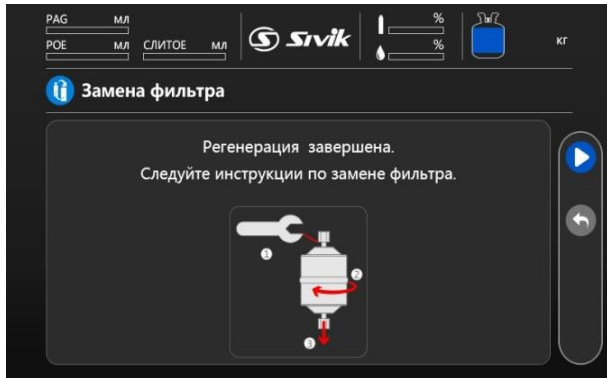 PAG мл
POE мл СЛИТОЕ мл
Sivik
%
%
кг
Замена фильтра
Регенерация завершена.
Следуйте инструкции по замене фильтра.
1
2
3